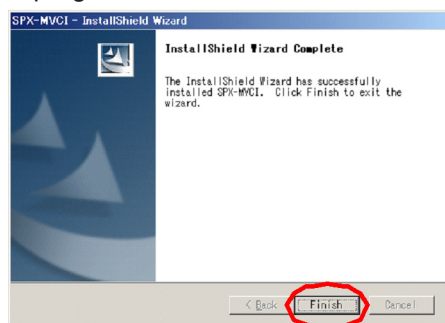 SPX-MVCI - InstallShield Wizard
InstallShield Wizard Complete
The InstallShield Wizard has successfully
installed SPX-MVCI. Click Finish to exit the
wizard.
< Back
Finish
Cancel